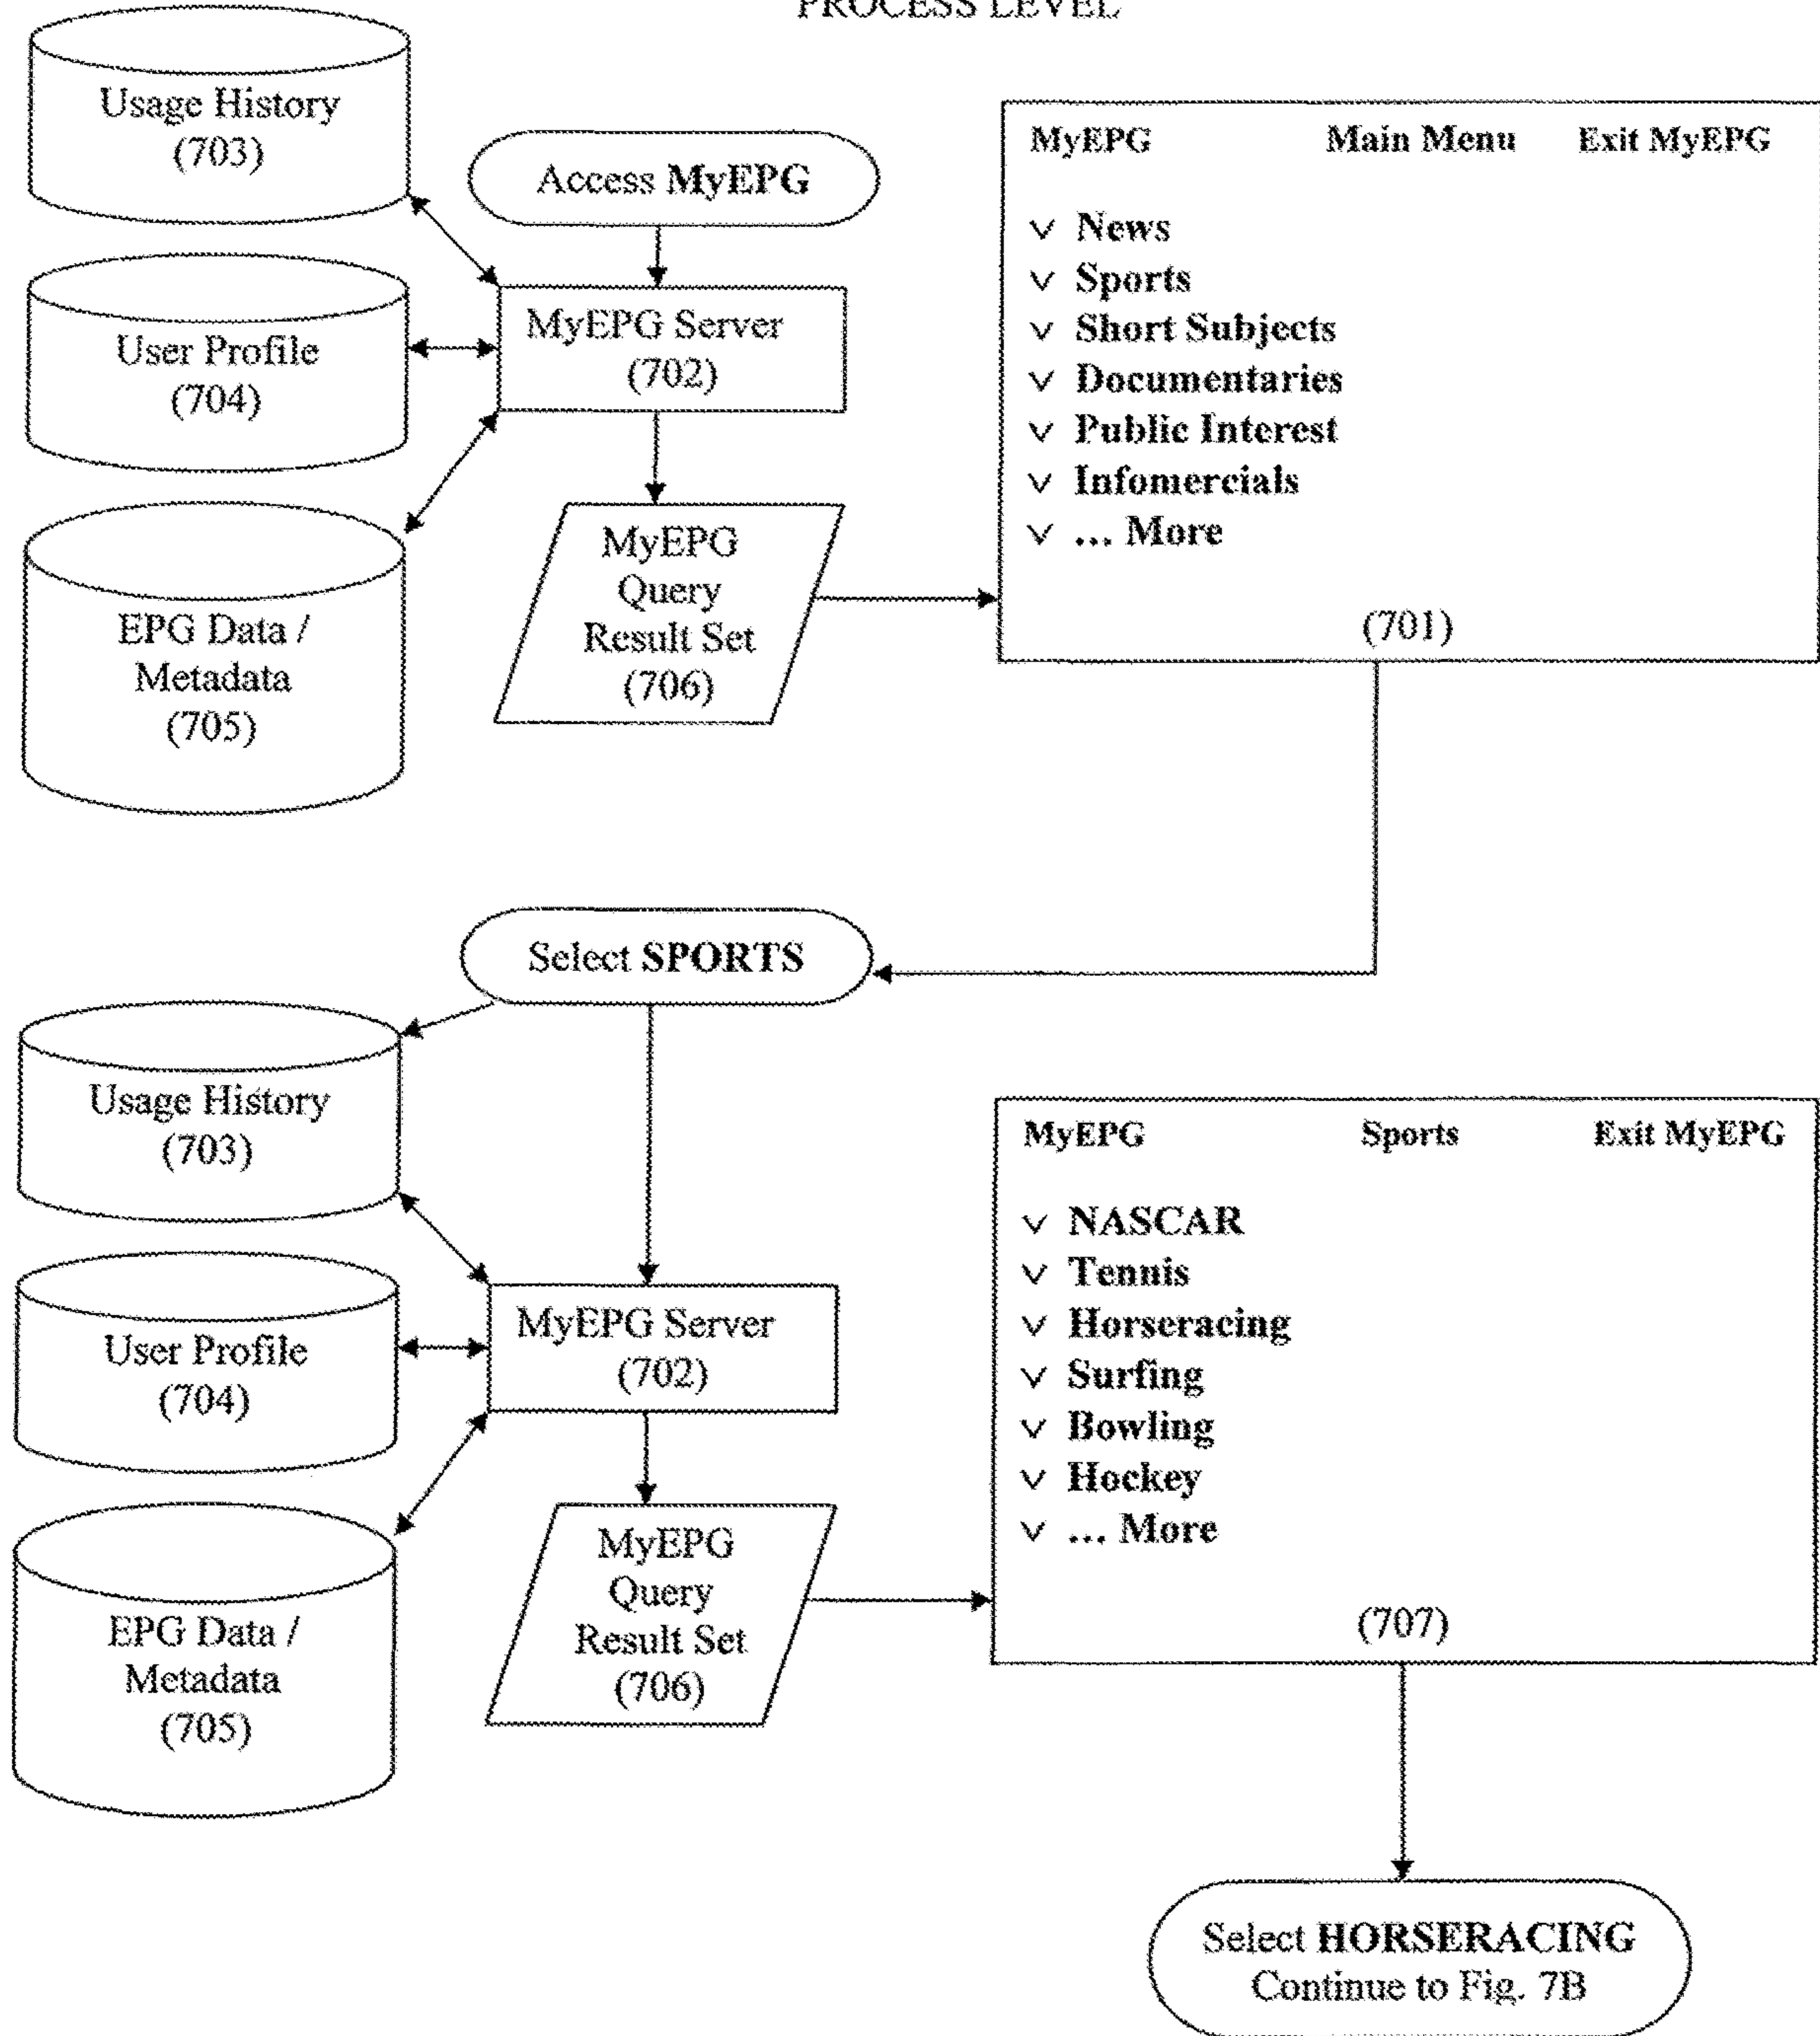 PROCESS LEVEL
Usage History
(703)
Access MyEPG
User Profile
(704)
MyEPG Server
(702)
EPG Data /
Metadata
(705)
MyEPG
Query
Result Set
(706)
MyEPG Main Menu Exit MyEPG
v News
v Sports
v Short Subjects
v Documentaries
v Public Interest
v Infomercials
v ... More
(701)
Select SPORTS
Usage History
(703)
User Profile
(704)
MyEPG Server
(702)
EPG Data /
Metadata
(705)
MyEPG
Query
Result Set
(706)
MyEPG Sports Exit MyEPG
v NASCAR
v Tennis
v Horseracing
v Surfing
v Bowling
v Hockey
v ... More
(707)
Select HORSERACING
Continue to Fig. 7B